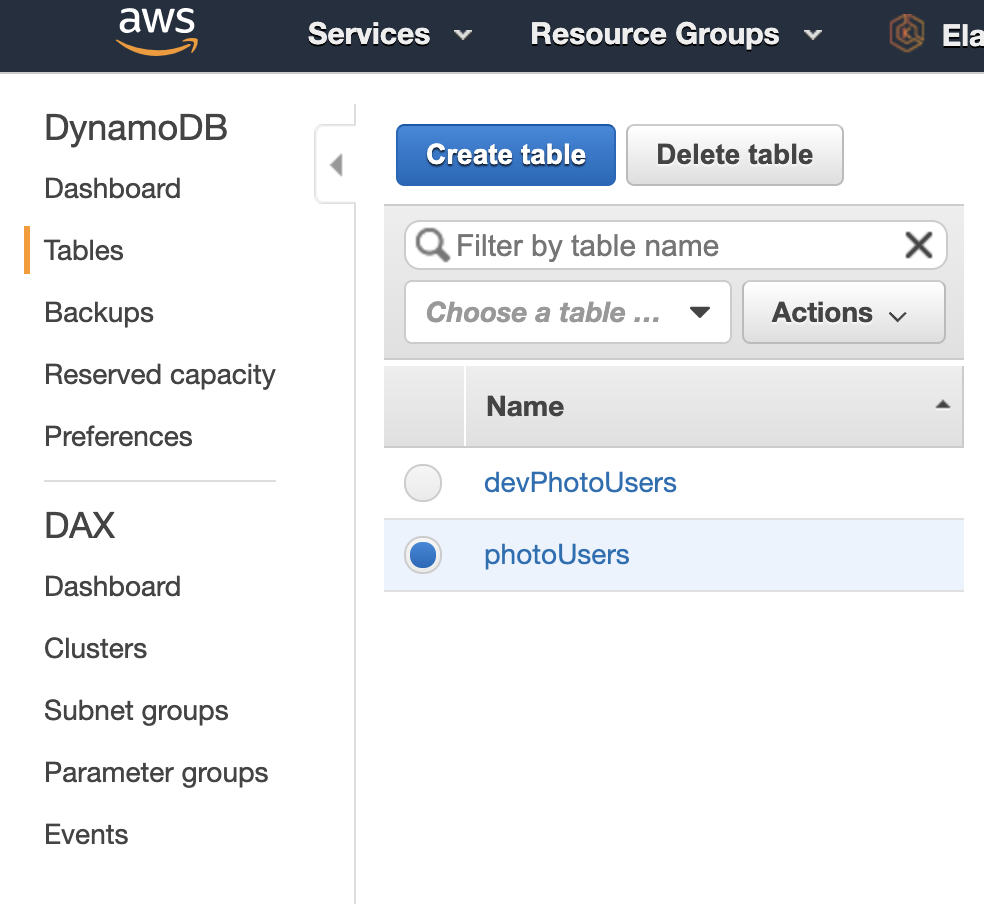 aws
Services
Resource Groups
Ela
DynamoDB
Dashboard
Tables
Backups
Reserved capacity
Preferences
DAX
Dashboard
Clusters
Subnet groups
Parameter groups
Events
Create table
Delete table
Filter by table name
Choose a table ...
Actions
Name
devPhotoUsers
photoUsers